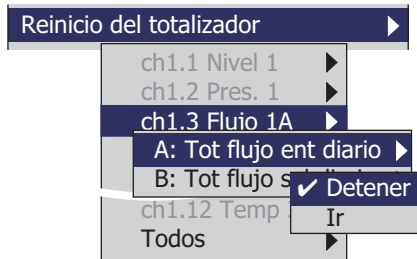 Reinicio del totalizador
ch1.1 Nivel 1
ch1.2 Pres. 1
ch1.3 Flujo 1A
A: Tot flujo ent diario
B: Tot flujo
✔ Detener
ch1.12 Temp
Ir
Todos